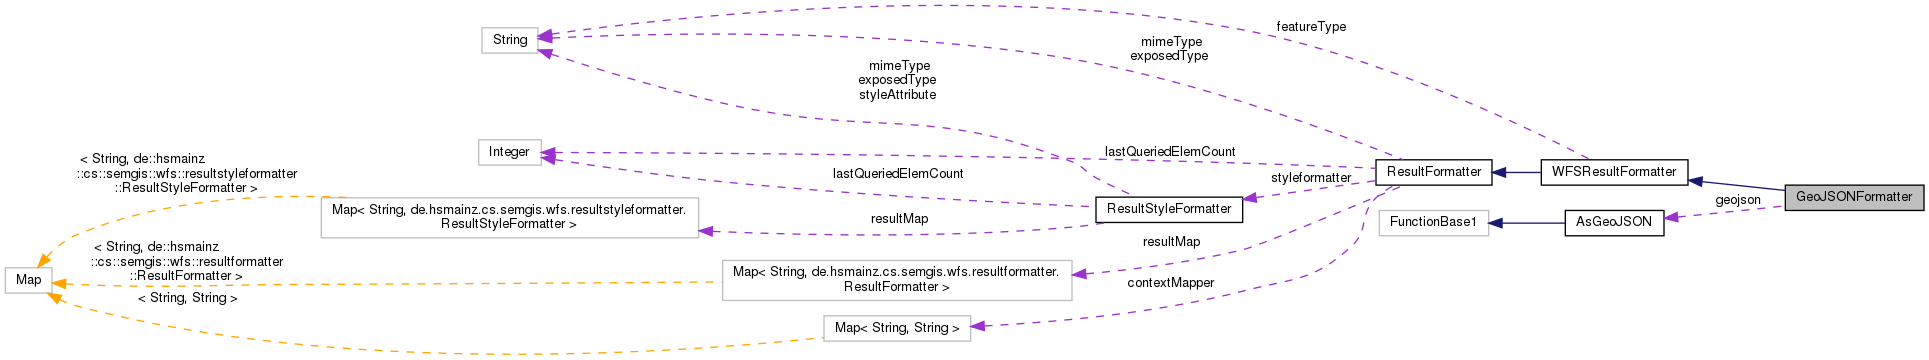 featureType
String
mimeType
exposedType
mimeType
exposedType
styleAttribute
Integer
lastQueriedElemCount
< String, de::hsmainz
::cs::semgis::wfs::resultstyleformatter
::ResultStyleFormatter >
lastQueriedElemCount
styleformatter
ResultFormatter
WFSResultFormatter
GeoJSONFormatter
geojson
Map< String, de.hsmainz.cs.semgis.wfs.resultstyleformatter.
ResultStyleFormatter >
resultMap
ResultStyleFormatter
FunctionBase1
AsGeoJSON
< String, de::hsmainz
::cs::semgis::wfs::resultformatter
::ResultFormatter >
resultMap
Map
Map< String, de.hsmainz.cs.semgis.wfs.resultformatter.
ResultFormatter >
contextMapper
< String, String >
Map< String, String >